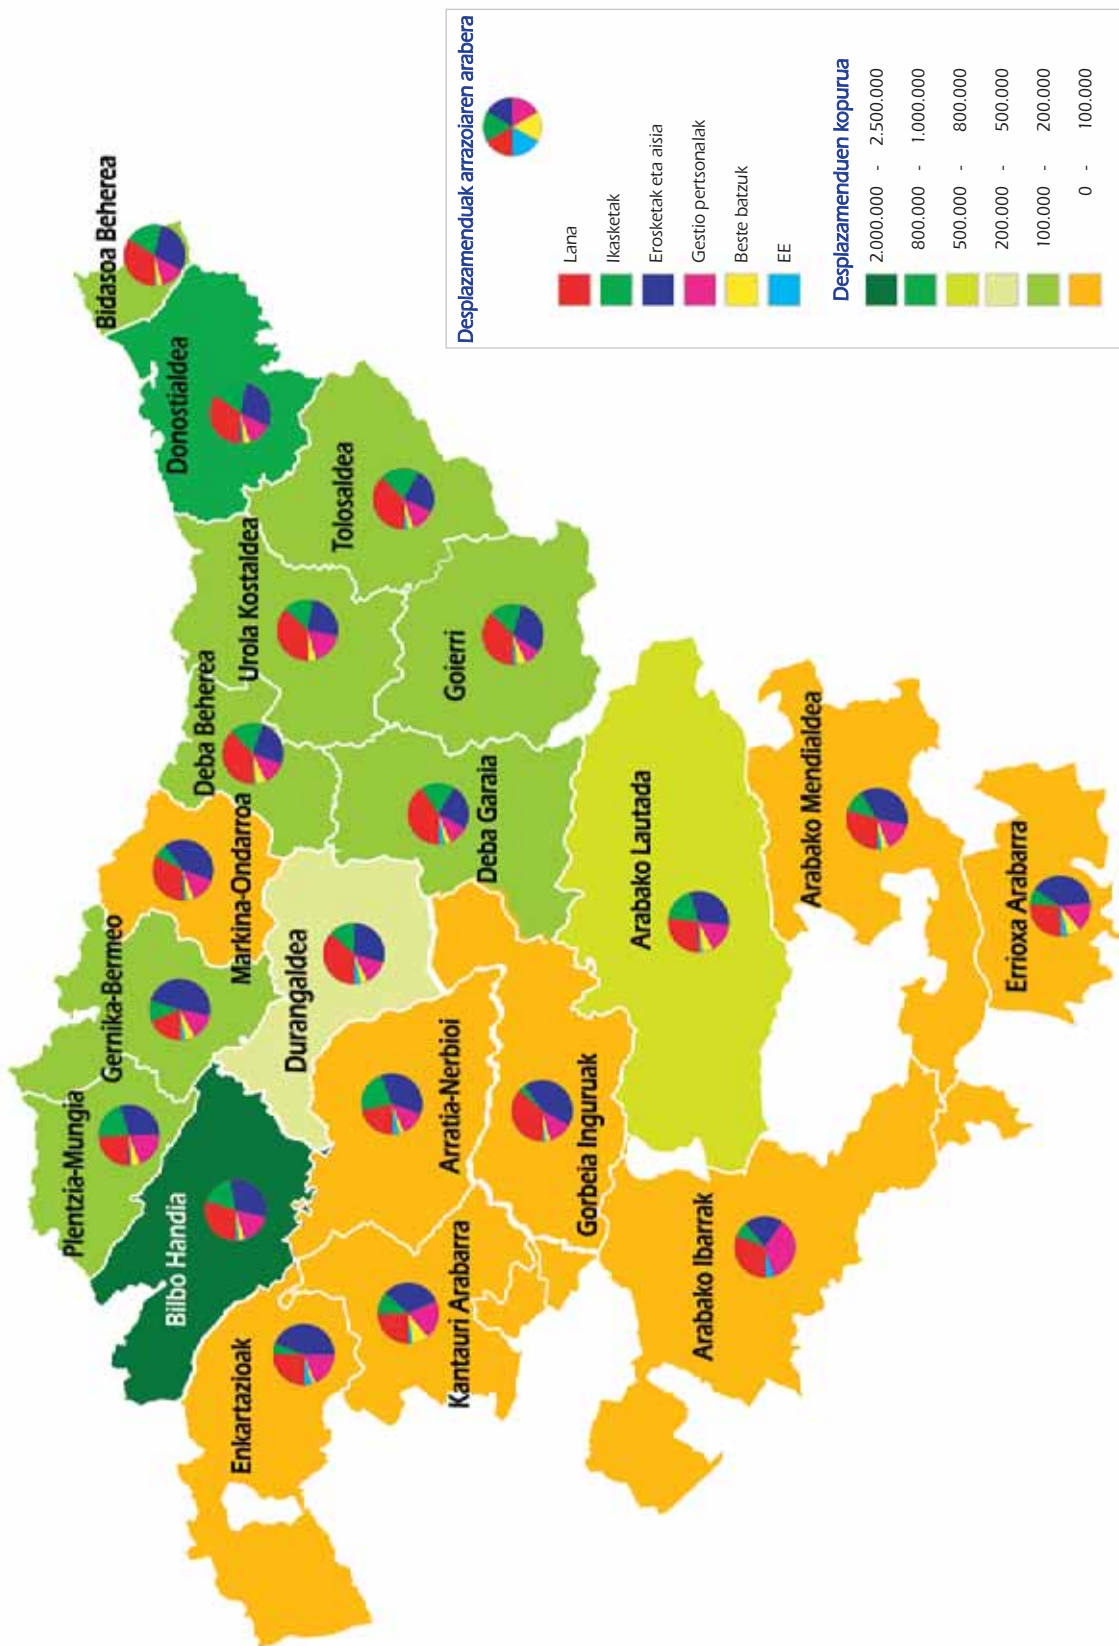 Bidasoa Beherea
Donostialdea
Tolosaldea
Urola Kostaldea
Goierri
Deba Beherea
Deba Garaia
Markina-Ondarroa
Gernika-Bermeo
Durangaldea
Plentzia-Mungia
Bilbo Handia
Arratia-Nerbioi
Gorbeia Inguruak
Enkartazioak
Kantauri Arabarra
Arabako Lautada
Arabako Mendialdea
Errioxa Arabarra
Arabako Ibarrak
Desplazamenduak arrazoiaren arabera
Lana
Ikasketak
Erosketak eta aisia
Gestio pertsonalak
Beste batzuk
EE
Desplazamenduen kopurua
2.000.000 - 2.500.000
800.000 - 1.000.000
500.000 - 800.000
200.000 - 500.000
100.000 - 200.000
0 - 100.000